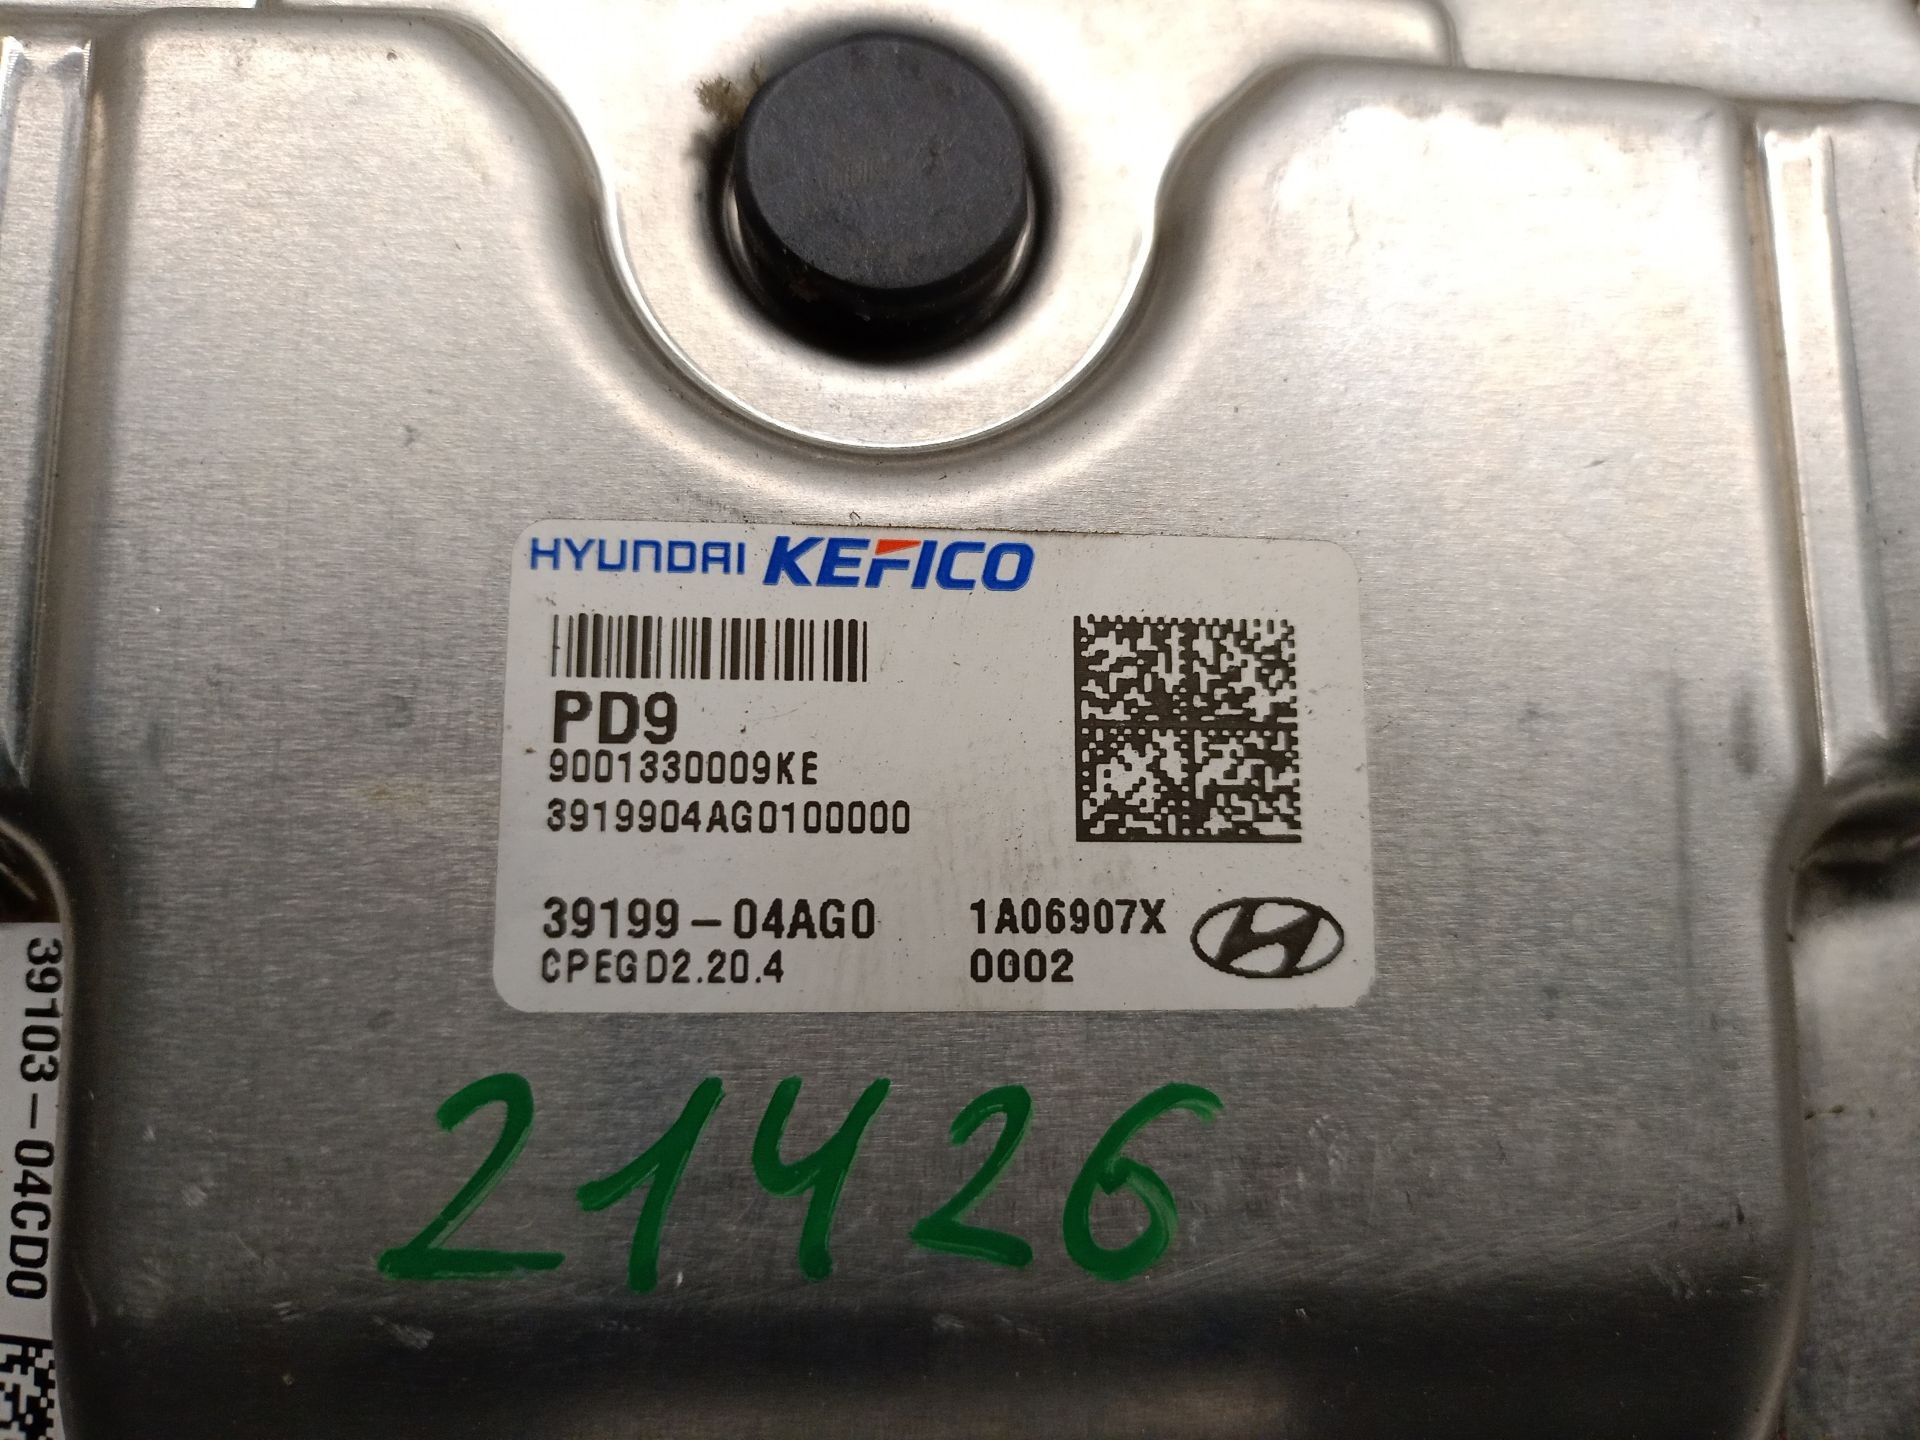 HYUNDAI KEFICO
PD9
9001330009KE
3919904AG0100000
39199-04AG0 1A06907X
CPEGD2.20.4 0002
21426
39103-04CD0